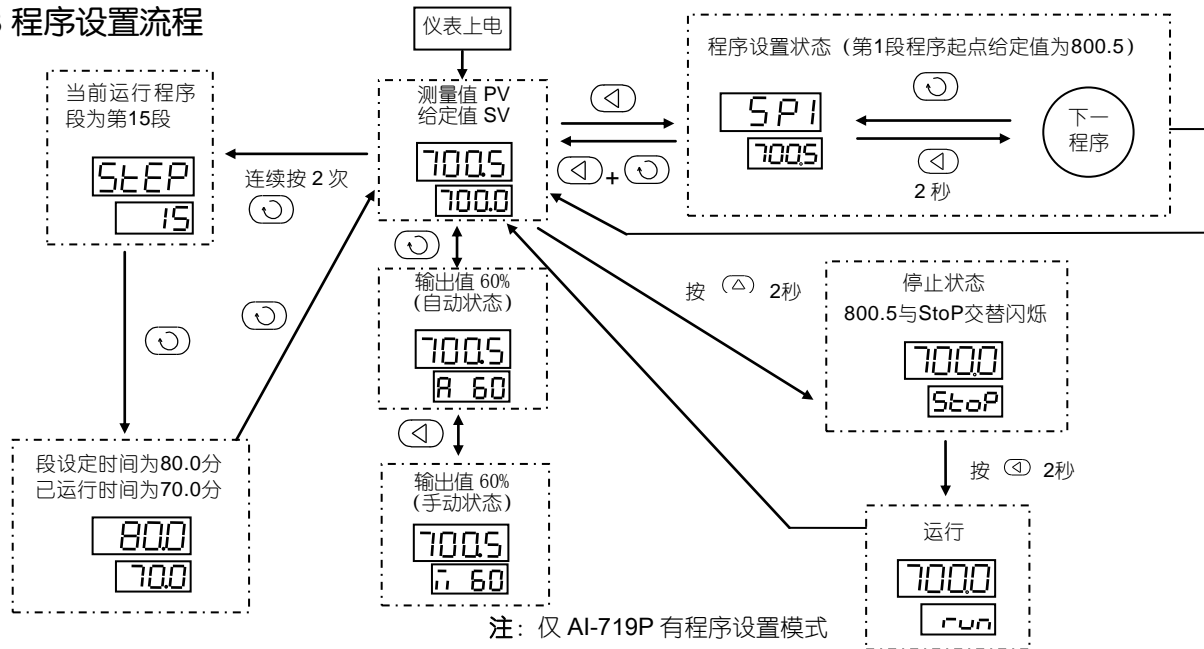 程序设置流程
仪表上电
测量值 PV
给定值 SV
700.5
700.0
当前运行程序
段为第15段
StEP
15
连续按 2 次
程序设置状态（第1段程序起点给定值为800.5）
SP1
700.5
2 秒
下一
程序
+
输出值 60%
(自动状态)
700.5
A 60
输出值 60%
(手动状态)
700.5
60
段设定时间为80.0分
已运行时间为70.0分
80.0
70.0
按 2秒
停止状态
800.5与StoP交替闪烁
700.0
StoP
按 2秒
运行
700.0
run
注：仅 AI-719P 有程序设置模式